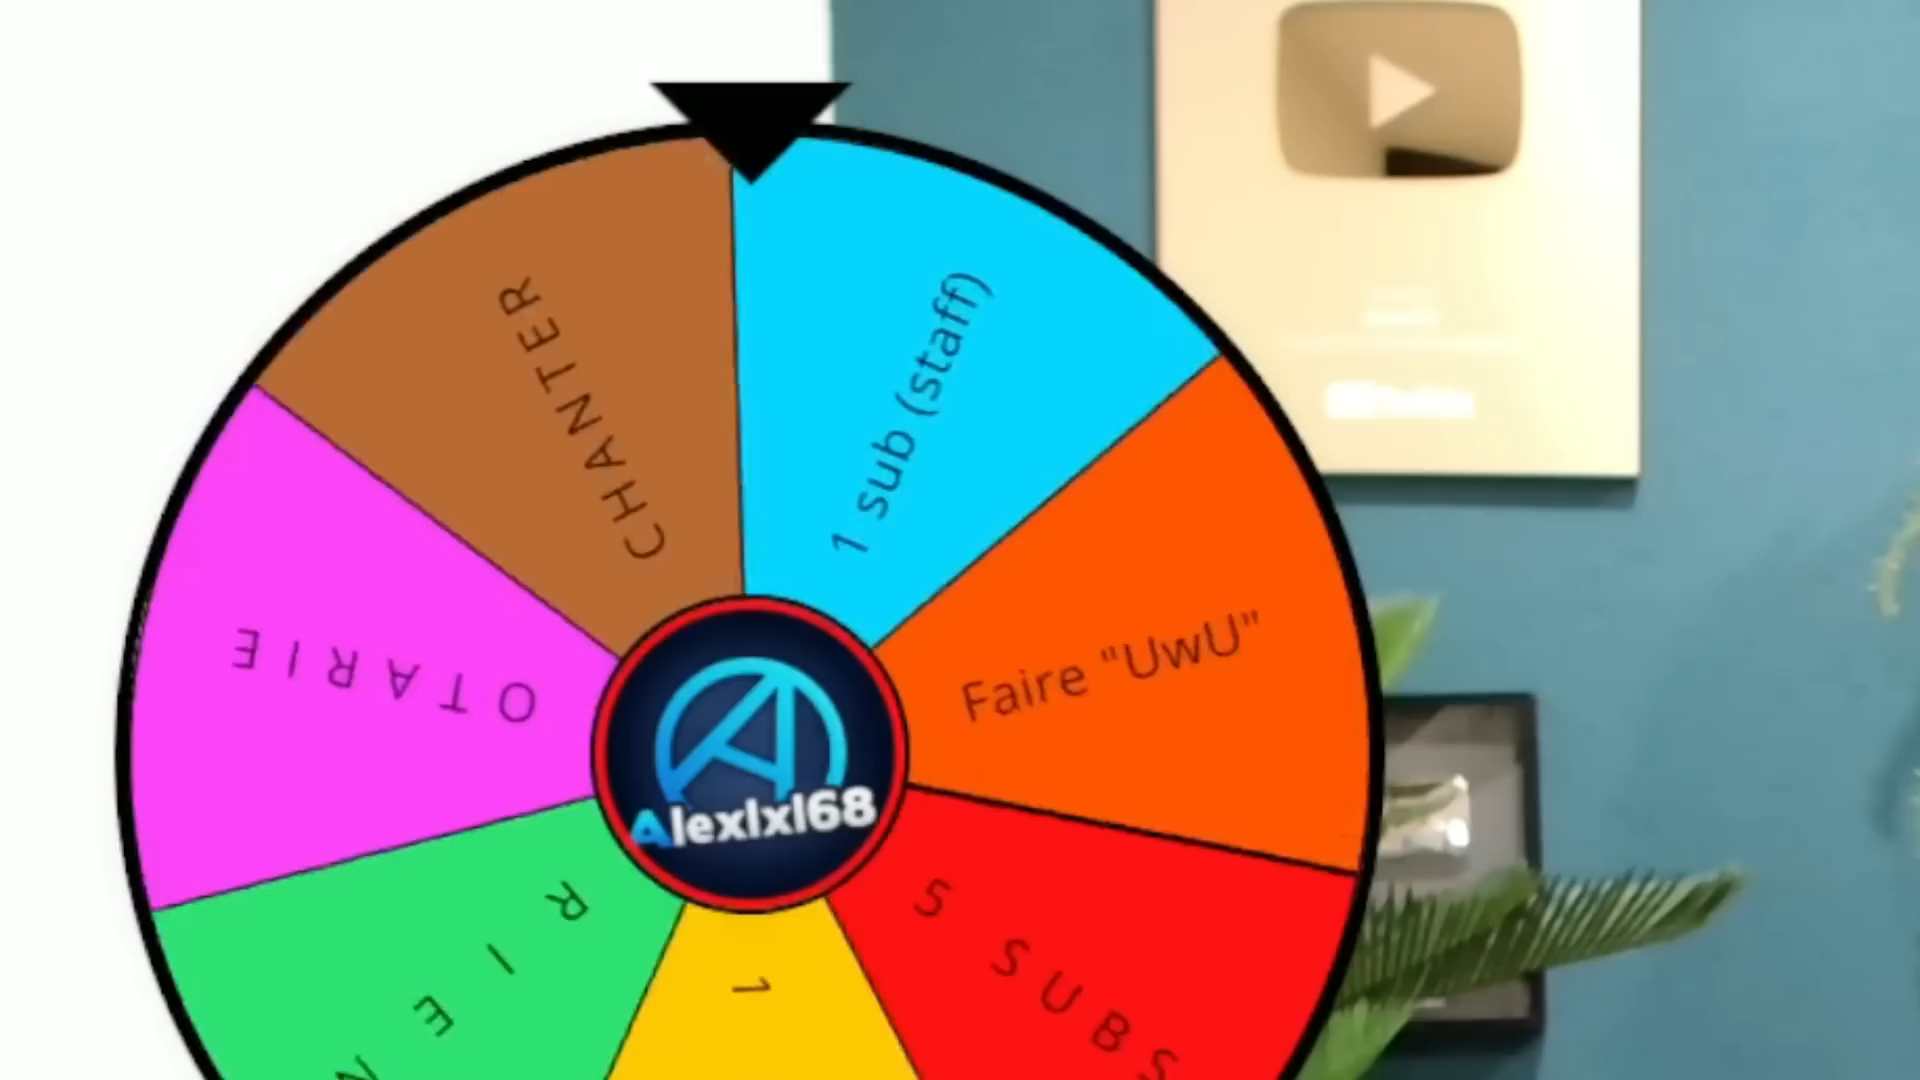 CHANTER
1 sub (staff)
Faire "UwU"
5 SUBS
1
RIEN
OTARIE
Alexlxl68